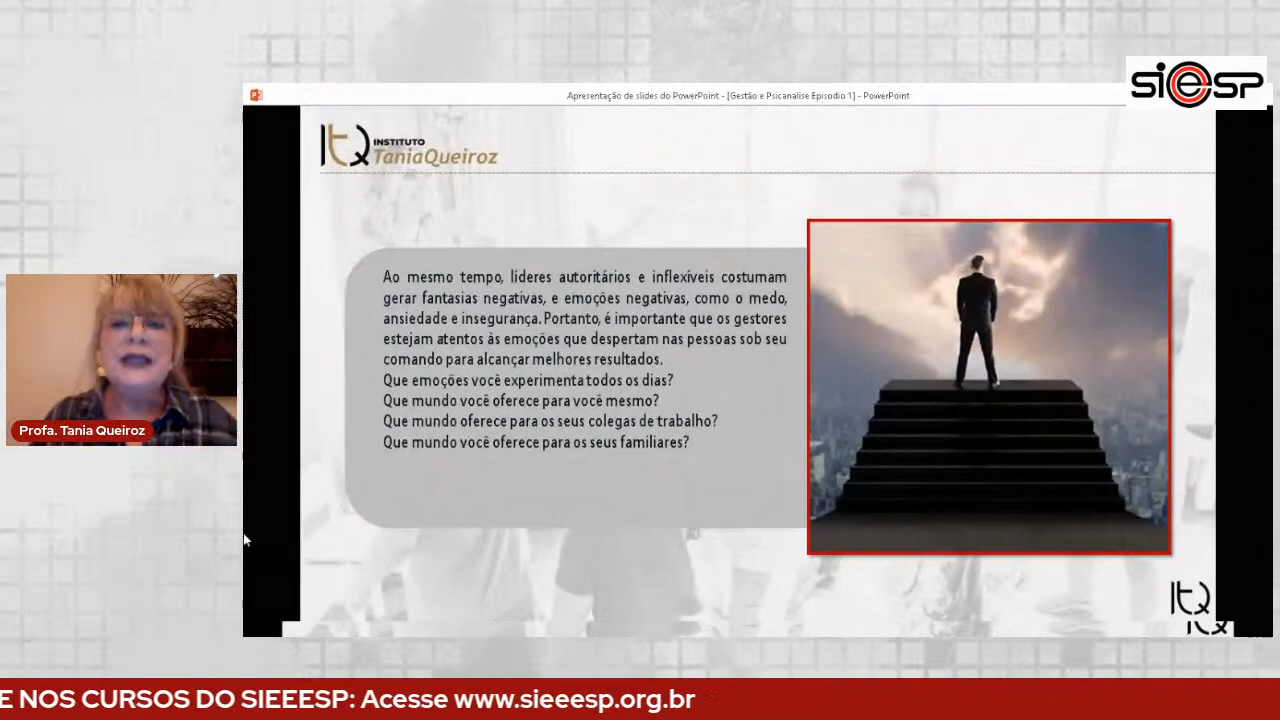 Apresentação de slides do PowerPoint - [Gestão e Psicanalise Episodio 1] - PowerPoint
sieesp
INSTITUTO
TaniaQueiroz
Ao mesmo tempo, líderes autoritários e inflexíveis costumam
gerar fantasias negativas, e emoções negativas, como o medo,
ansiedade e insegurança. Portanto, é importante que os gestores
estejam atentos às emoções que despertam nas pessoas sob seu
comando para alcançar melhores resultados.
Que emoções você experimenta todos os dias?
Que mundo você oferece para você mesmo?
Que mundo oferece para os seus colegas de trabalho?
Que mundo você oferece para os seus familiares?
Profa. Tania Queiroz
E NOS CURSOS DO SIEEESP: Acesse www.sieeesp.org.br